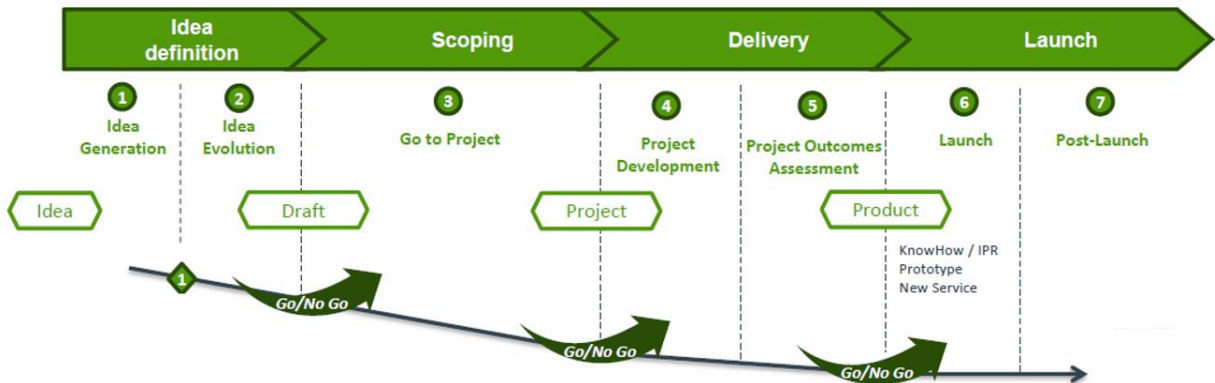 Idea
definition
Scoping
Delivery
Launch
1
Idea
Generation
2
Idea
Evolution
3
Go to Project
4
Project
Development
5
Project Outcomes
Assessment
6
Launch
7
Post-Launch
Idea
Draft
Project
Product
KnowHow / IPR
Prototype
New Service
1
Go/No Go
Go/No Go
Go/No Go